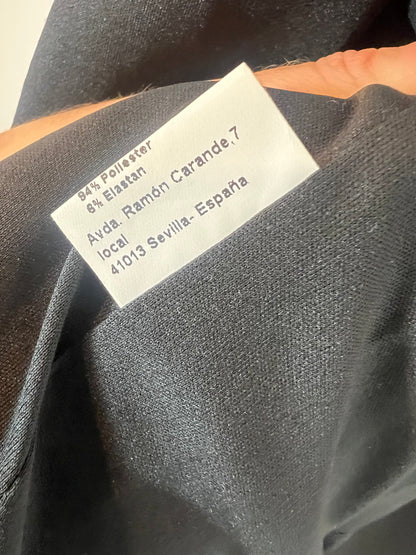 94% Poliester
6% Elastan
Avda. Ramón Carande,7
local
41013 Sevilla- España